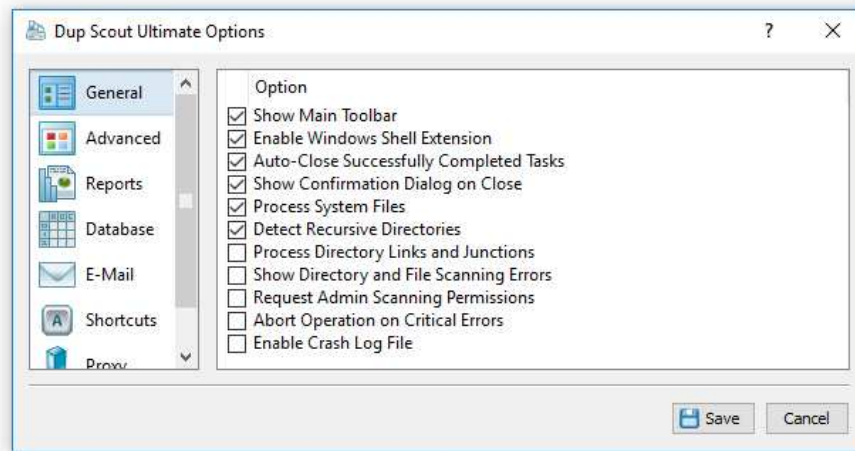 Dup Scout Ultimate Options
?
General
Advanced
Reports
Database
E-Mail
A
Shortcuts
Proxy
Option
Show Main Toolbar
Enable Windows Shell Extension
Auto-Close Successfully Completed Tasks
Show Confirmation Dialog on Close
Process System Files
Detect Recursive Directories
Process Directory Links and Junctions
Show Directory and File Scanning Errors
Request Admin Scanning Permissions
Abort Operation on Critical Errors
Enable Crash Log File
Save
Cancel